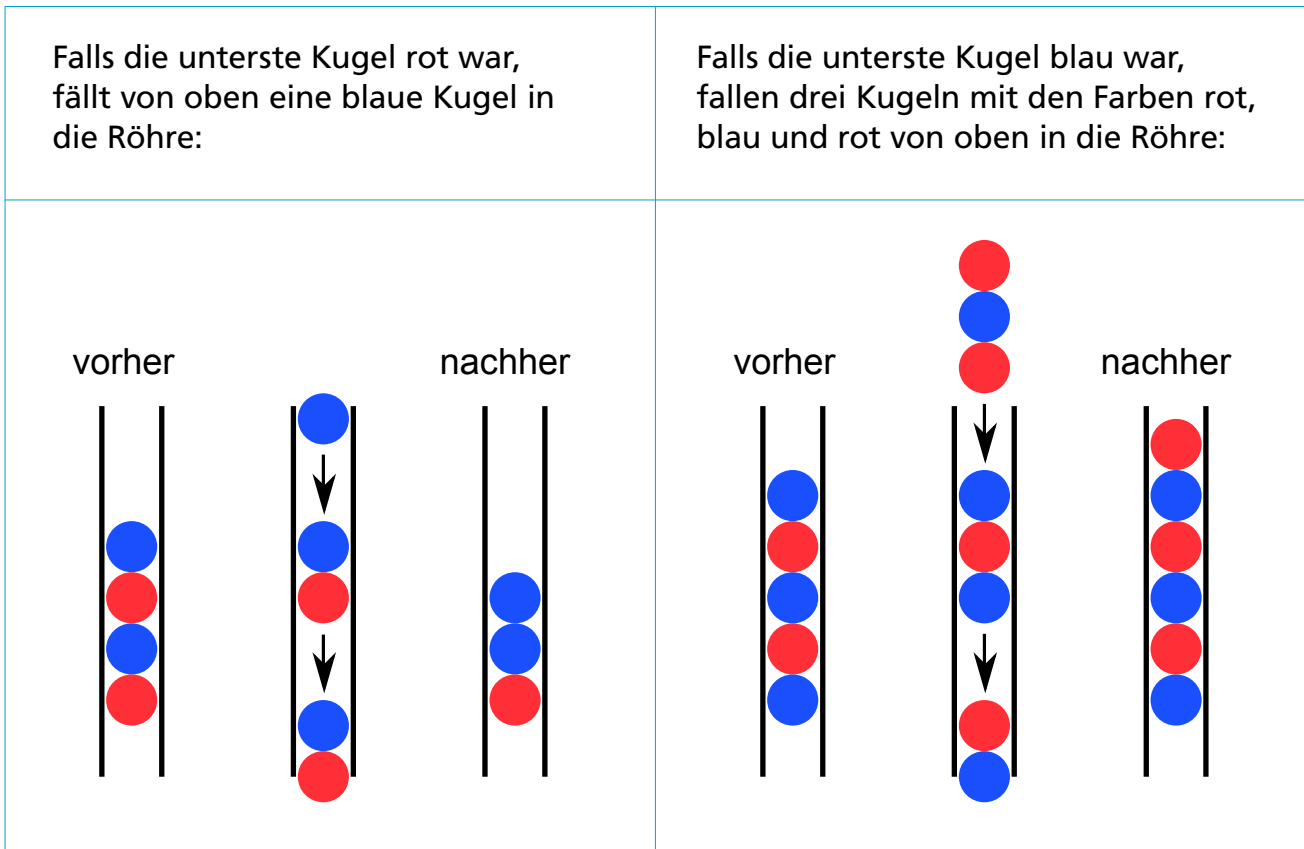 Falls die unterste Kugel rot war,
fällt von oben eine blaue Kugel in
die Röhre:
Falls die unterste Kugel blau war,
fallen drei Kugeln mit den Farben rot,
blau und rot von oben in die Röhre:
vorher
nachher
vorher
nachher